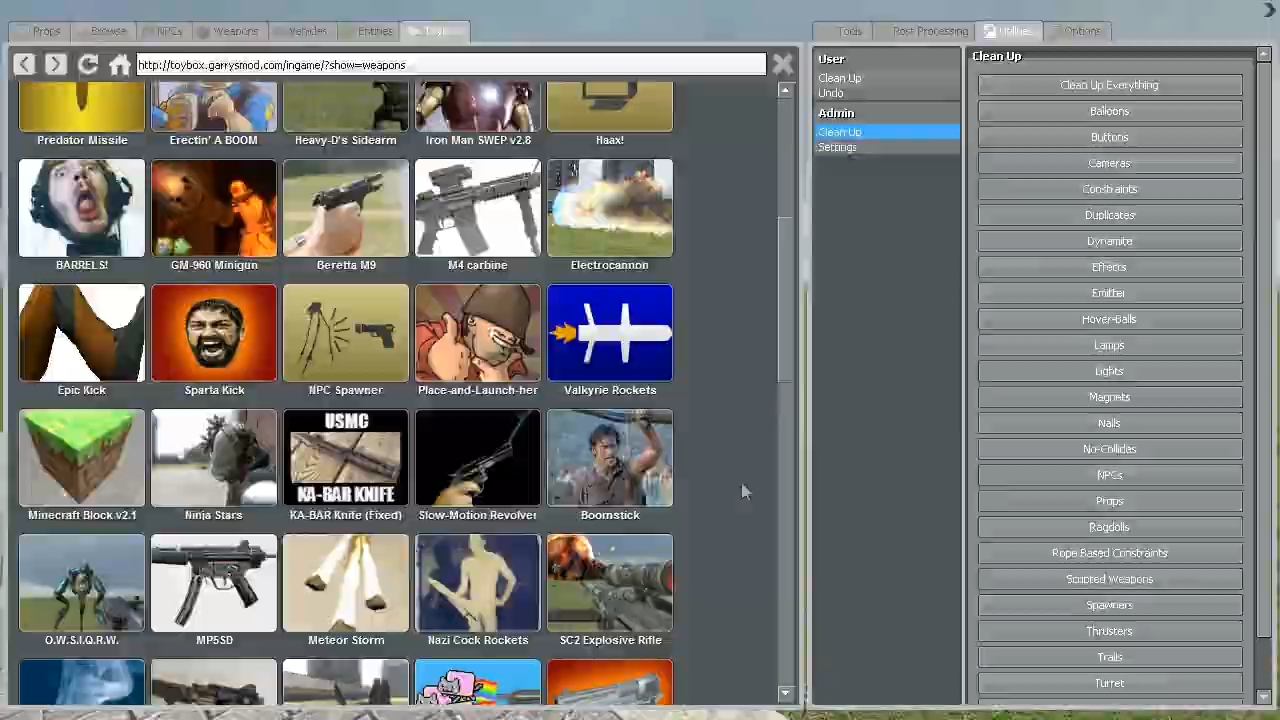 Props Browse NPCs Weapons Vehicles Entities
Tools Post Processing Utilities Options
http://toybox.garrysmod.com/ingame/?show=weapons
Predator Missile Erectin' A BOOM Heavy-D's Sidearm Iron Man SWEP v2.8 Haax!
BARRELS! GM-960 Minigun Beretta M9 M4 carbine Electrocannon
Epic Kick Sparta Kick NPC Spawner Place-and-Launch-her Valkyrie Rockets
USMC
KA-BAR KNIFE
Minecraft Block v2.1 Ninja Stars KA-BAR Knife (Fixed) Slow-Motion Revolver Boomstick
O.W.S.I.Q.R.W. MP5SD Meteor Storm Nazi Cock Rockets SC2 Explosive Rifle
User
Clean Up
Undo
Admin
Clean Up
Settings
Clean Up
Clean Up Everything
Balloons
Buttons
Cameras
Constraints
Duplicates
Dynamite
Effects
Emitter
Hover-Balls
Lamps
Lights
Magnets
Nails
No-Collides
NPCs
Props
Ragdolls
Rope Based Constraints
Scripted Weapons
Spawners
Thrusters
Trails
Turret